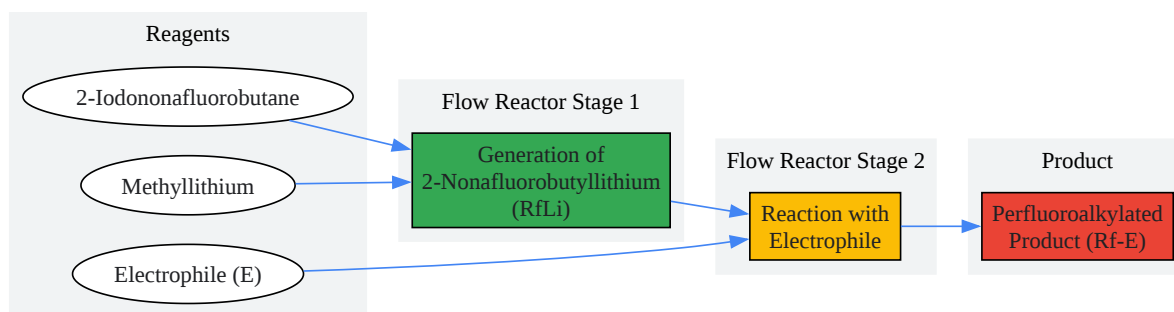 Reagents
2-Iodononafluorobutane
Methyllithium
Electrophile (E)
Flow Reactor Stage 1
Generation of
2-Nonafluorobutyllithium
(RfLi)
Flow Reactor Stage 2
Reaction with
Electrophile
Product
Perfluoroalkylated
Product (Rf-E)